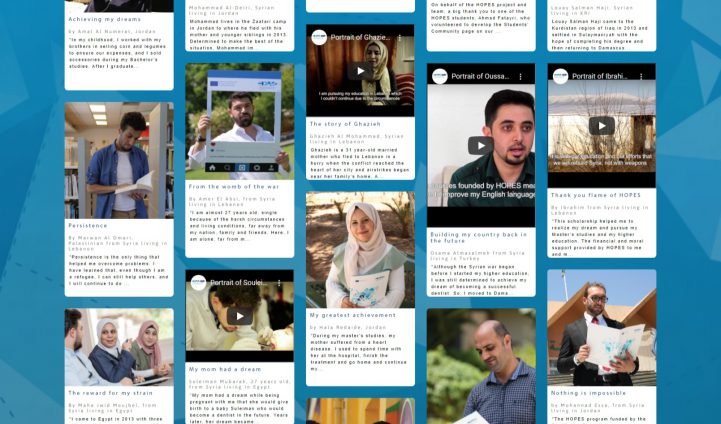 Achieving my dreams
by Amal Al Numeiri, Jordan
"In my childhood, I worked with my
brothers in selling corn and legumes
to ensure our expenses, and I sold
accessories during my Bachelor's
studies. After I graduate...
Persistence
By Marwan Al Omari,
Palestinian from Syria living in
Lebanon
"Persistence is the only thing
that helped me overcome problems. I
have learned that, even though I am
a refugee, I can still help others, and
I will continue to do ...
The reward for my strain
By Maha Jwid Moujbel, from
Syria living in Egypt
"I came to Egypt in 2013 with three
Mohammad Al-Deiri, Syrian
living in Jordan
Mohammad lives in the Zaatari camp
in Jordan to where he fled with his
mother and younger siblings in 2013.
Determined to make the best of the
situation, Mohammad im...
From the womb of the war
By Amer El Absi, from Syria
living in Lebanon
"I am almost 27 years old, single
because of the harsh circumstances
and living conditions, far away from
my nation, family and friends. Here, I
am alone, far from...
Portrait of Soulei...
My mom had a dream
Suleiman Mubarak, 27 years old,
from Syria living in Egypt
"My mom had a dream while being
pregnant with me that she would give
birth to a baby Suleiman who would
become a dentist in the future. Years
later, her dream became...
Portrait of Ghazie...
I am pursuing my education in Lebanon which
I couldn't continue due to the circumstances
The story of Ghazieh
Ghazieh Al Mohammad, Syrian
living in Lebanon
Ghazieh is a 31-year-old married
mother who fled to Lebanon in a
hurry when the conflict reached the
heart of her city and airstrikes began
near her family's home. A...
My greatest achievement
by Hala Redaide, Jordan
"During my master's studies, my
mother suffered from a heart
disease. I used to spend time with
her at the hospital, finish the
treatment and go home and continue
my...
On behalf of the HOPES project and
team, a big thank you to one of the
HOPES students, Ahmad Fatayri, who
volunteered to develop the Students'
Community page on our ...
Portrait of Oussa...
courses founded by HOPES
improve my English language
Building my country back in
the future
Osama Almasalmeh from Syria
living in Turkey
"Although the Syrian war began
before I started my higher education,
I was still determined to achieve my
dream of becoming a successful
dentist. So, I moved to Dama...
Louay Salman Haji, Syrian
living in KRI
Louay Salman Haji came to the
Kurdistan region of Iraq in 2013 and
settled in Sulaymaniyah with the
hope of completing his degree and
then returning to Damascus
Portrait of Ibrahi...
we will rebuild Syria, not with weapons
Thank you flame of HOPES
By Ibrahim from Syria living in
Lebanon
"This scholarship helped me to
realize my dream and pursue my
Master's studies and my higher
education. The financial and moral
support provided by HOPES to
me and ...
Nothing is impossible
by Mohannad Essa, from Syria
living in Jordan
"The HOPES program funded by the